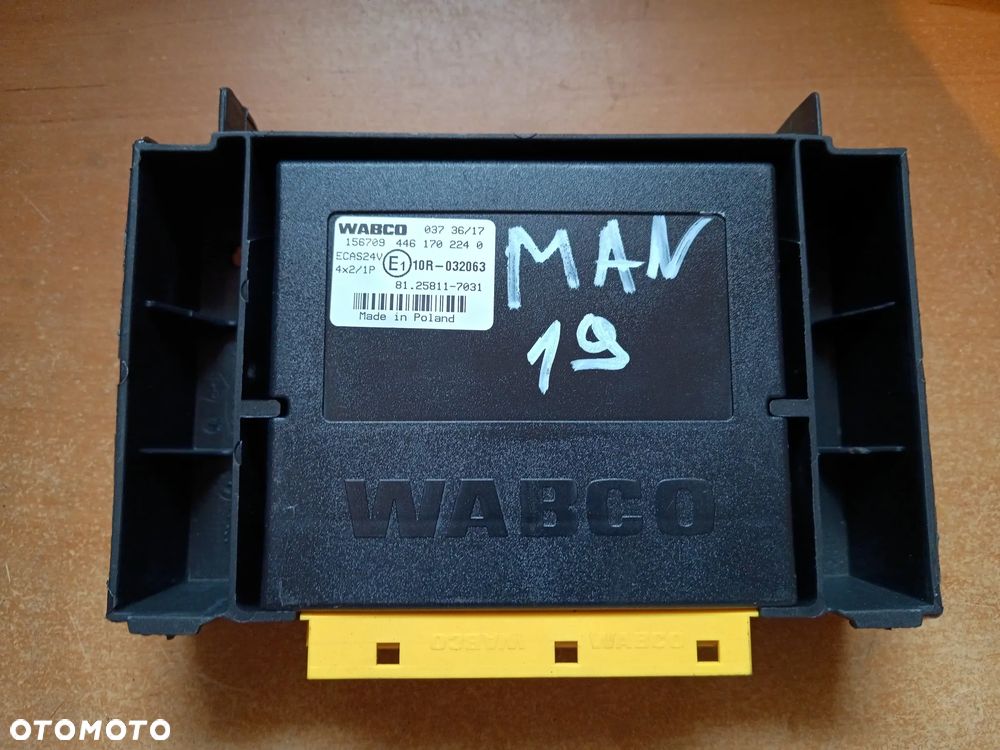 WABCO 037 36/17
156709 446 170 224 0
ECAS24V E1 10R-032063
4x2/1P
81.25811-7031
Made in Poland
MAN
19
WABCO
WABCO WABCO WABCO
OTOMOTO